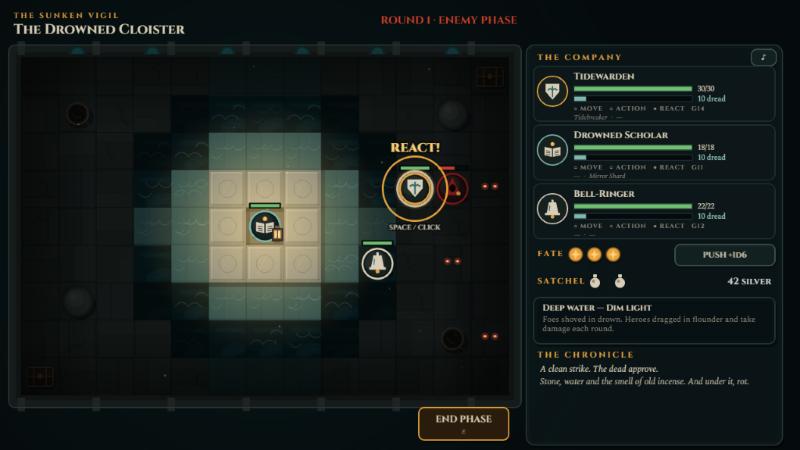 THE SUNKEN VIGIL
THE DROWNED CLOISTER
ROUND 1 · ENEMY PHASE
REACT!
SPACE / CLICK
END PHASE
THE COMPANY
TIDEWARDEN
30/30
10 dread
MOVE ACTION REACT G14
Tidebreaker · —
DROWNED SCHOLAR
18/18
10 dread
MOVE ACTION REACT G11
— · Mirror Shard
BELL-RINGER
22/22
10 dread
MOVE ACTION REACT G12
FATE
PUSH +1D6
SATCHEL
42 SILVER
DEEP WATER — DIM LIGHT
Foes shoved in drown. Heroes dragged in flounder and take
damage each round.
THE CHRONICLE
A clean strike. The dead approve.
Stone, water and the smell of old incense. And under it, rot.